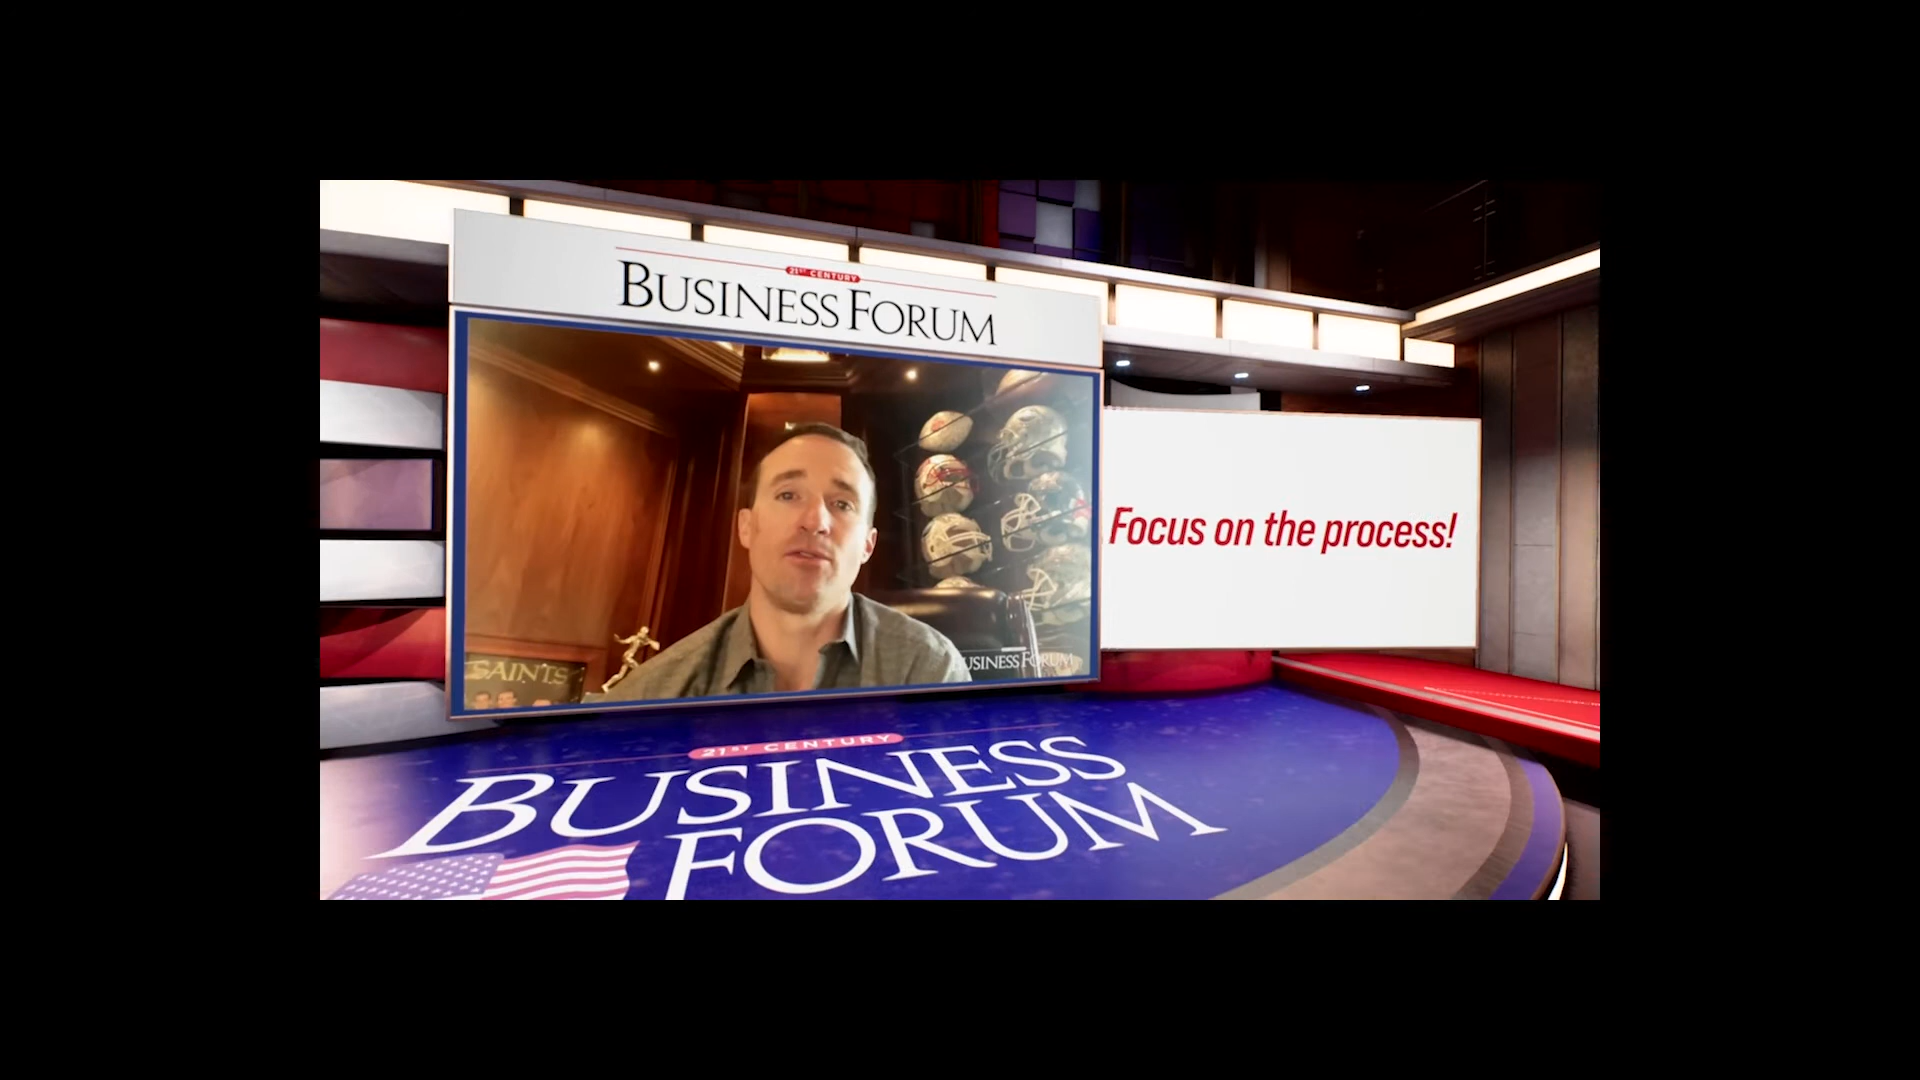 21ST CENTURY
BUSINESS FORUM
Focus on the process!
SAINTS
BUSINESS FORUM
21ST CENTURY
BUSINESS
FORUM